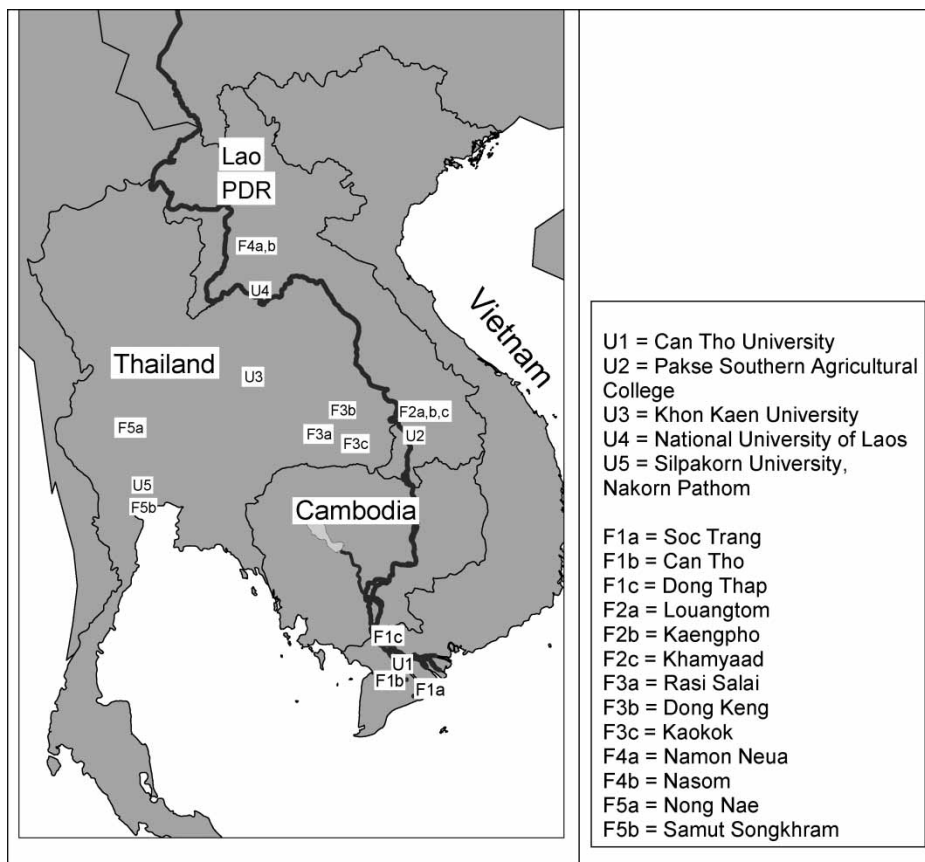 Lao
PDR
F4a,b
U4
Vietnam
Thailand
U3
F3b
F2a,b,c
F5a
F3a
U2
F3c
U5
F5b
Cambodia
F1c
U1
F1b
F1a
U1 = Can Tho University
U2 = Pakse Southern Agricultural
College
U3 = Khon Kaen University
U4 = National University of Laos
U5 = Silpakorn University,
Nakorn Pathom
F1a = Soc Trang
F1b = Can Tho
F1c = Dong Thap
F2a = Louangtom
F2b = Kaengpho
F2c = Khamyaad
F3a = Rasi Salai
F3b = Dong Keng
F3c = Kaokok
F4a = Namon Neua
F4b = Nasom
F5a = Nong Nae
F5b = Samut Songkhram